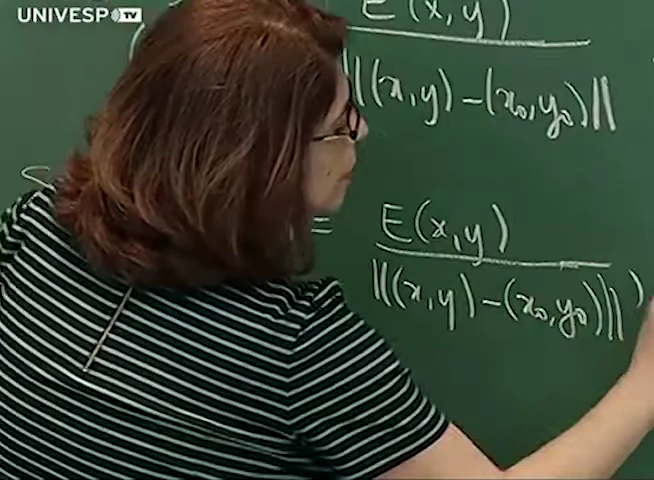 UNIVESP TV
E(x,y)
||(x,y)-(x₀,y₀)||
= E(x,y)
||(x,y)-(x₀,y₀)||)